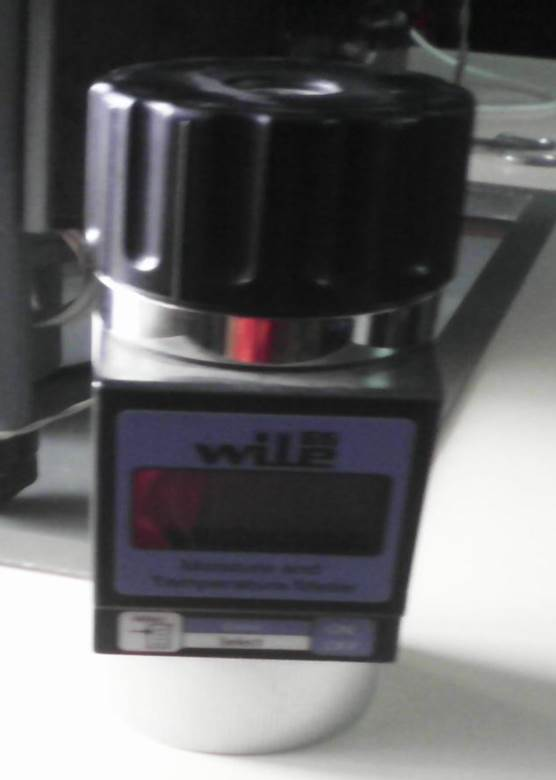 wile
Moisture and
Temperature Meter
Select
ON
OFF